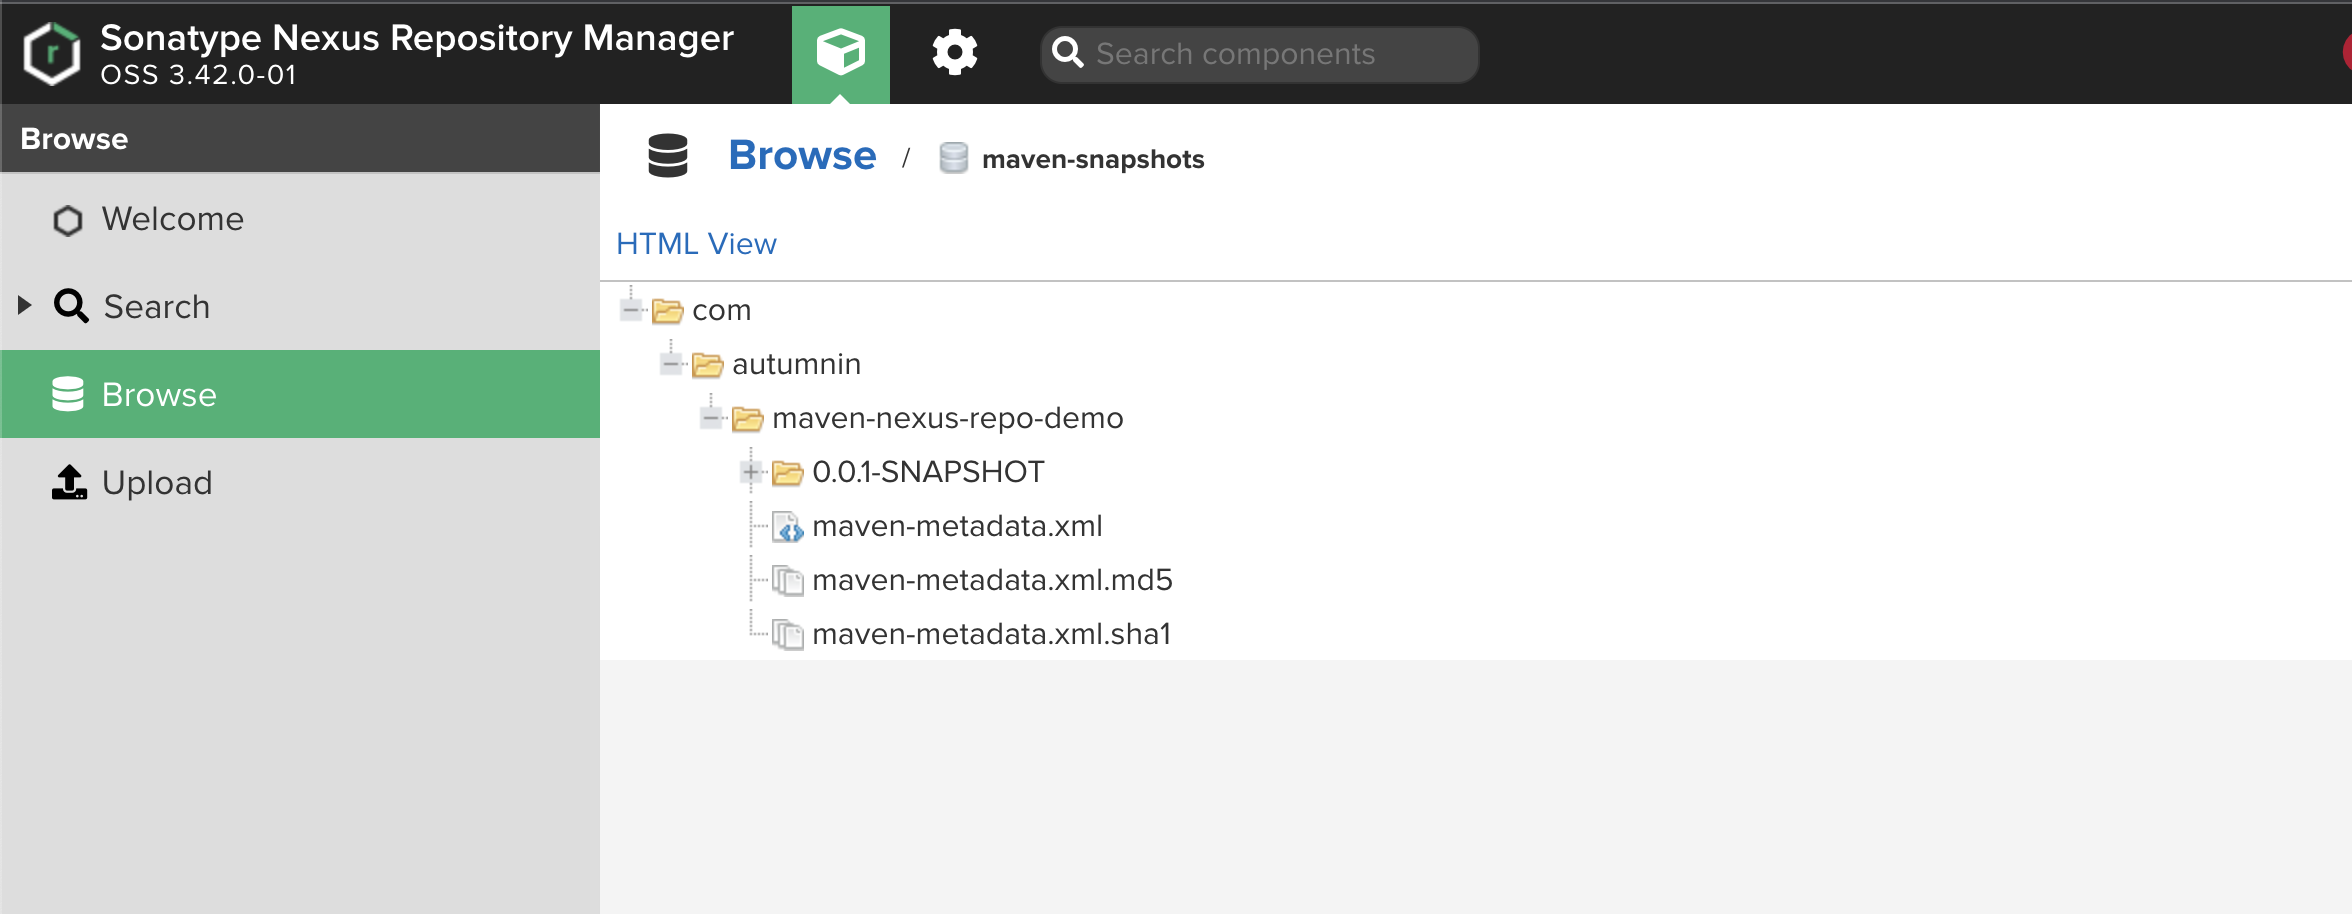 Sonatype Nexus Repository Manager
OSS 3.42.0-01
Search components
Browse
Welcome
Search
Browse
Upload
Browse / maven-snapshots
HTML View
com
autumnin
maven-nexus-repo-demo
0.0.1-SNAPSHOT
maven-metadata.xml
maven-metadata.xml.md5
maven-metadata.xml.sha1